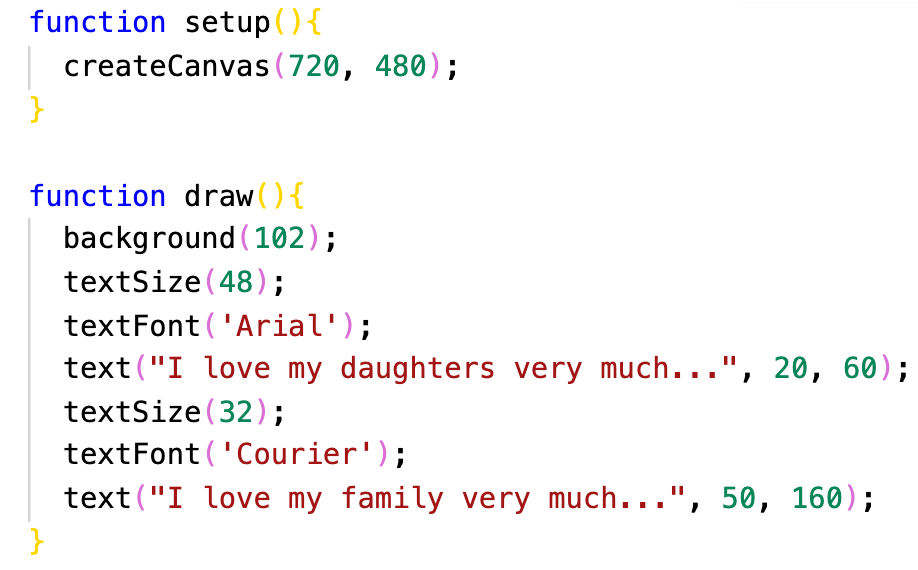 function setup(){
  createCanvas(720, 480);
}

function draw(){
  background(102);
  textSize(48);
  textFont('Arial');
  text("I love my daughters very much...", 20, 60);
  textSize(32);
  textFont('Courier');
  text("I love my family very much...", 50, 160);
}